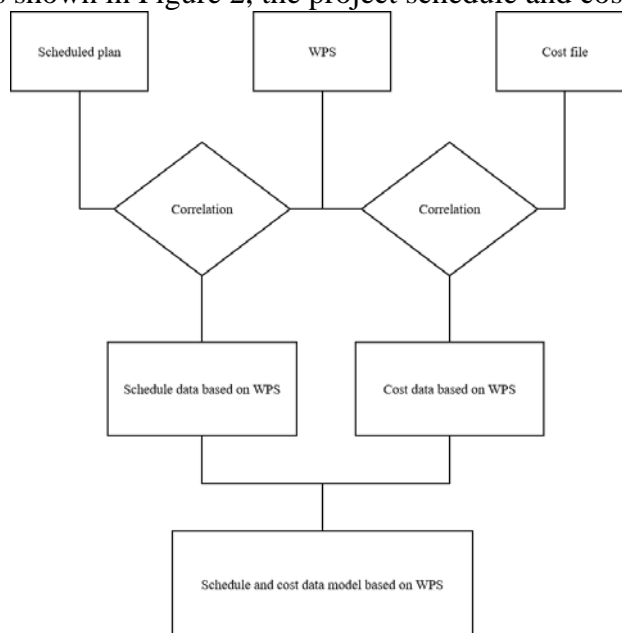 s shown in Figure 2, the project schedule and cos
Scheduled plan
WPS
Cost file
Correlation
Correlation
Schedule data based on WPS
Cost data based on WPS
Schedule and cost data model based on WPS